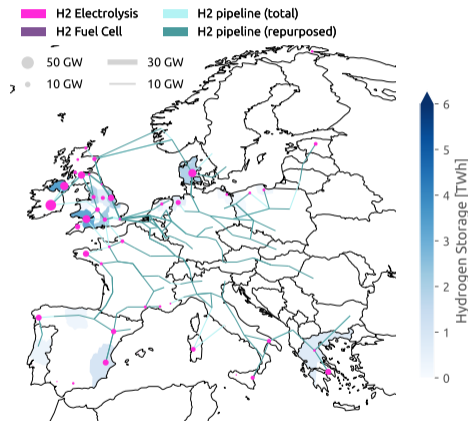 H2 Electrolysis
H2 Fuel Cell
H2 pipeline (total)
H2 pipeline (repurposed)
50 GW
10 GW
30 GW
10 GW
6
5
4
3
2
1
0
Hydrogen Storage [TWh]